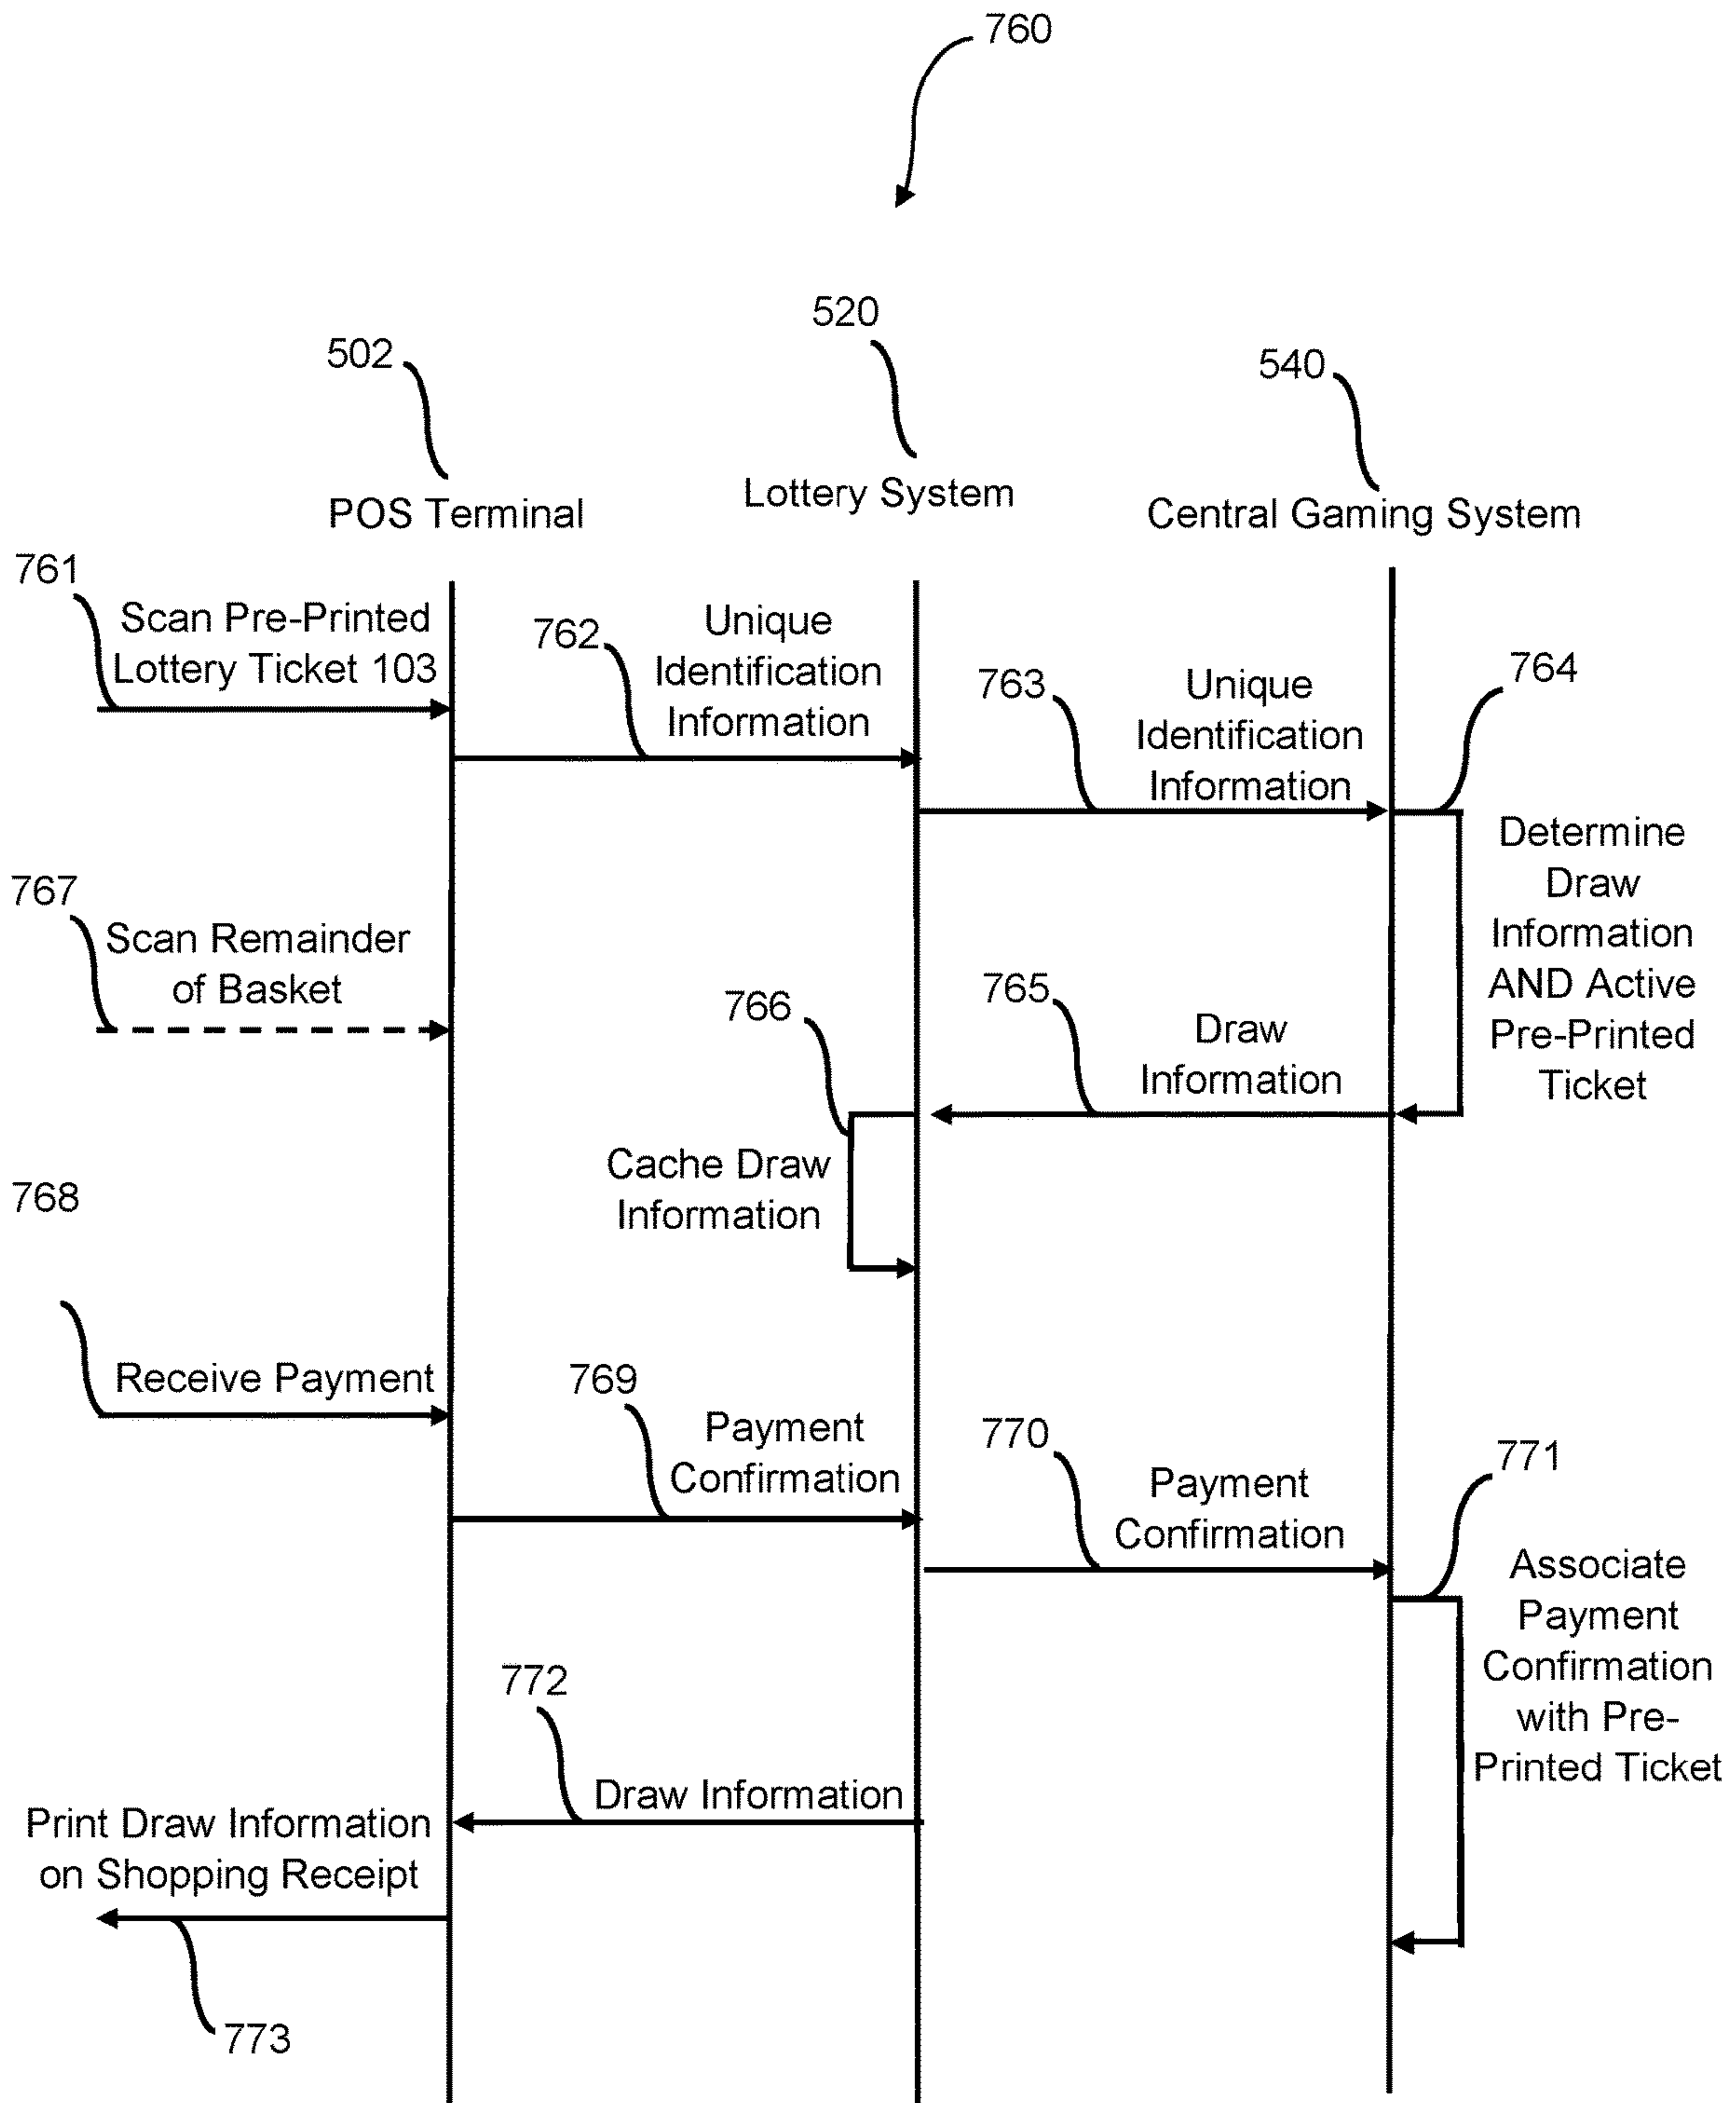 760
520
502
540
Lottery System
POS Terminal
Central Gaming System
761
Scan Pre-Printed
Lottery Ticket 103
762
Unique
Identification
Information
763
Unique
Identification
Information
764
Determine
Draw
Information
AND Active
Pre-Printed
Ticket
767
Scan Remainder
of Basket
766
765
Draw
Information
Cache Draw
Information
768
Receive Payment
769
Payment
Confirmation
770
Payment
Confirmation
771
Associate
Payment
Confirmation
with Pre-
Printed Ticket
772
Draw Information
Print Draw Information
on Shopping Receipt
773